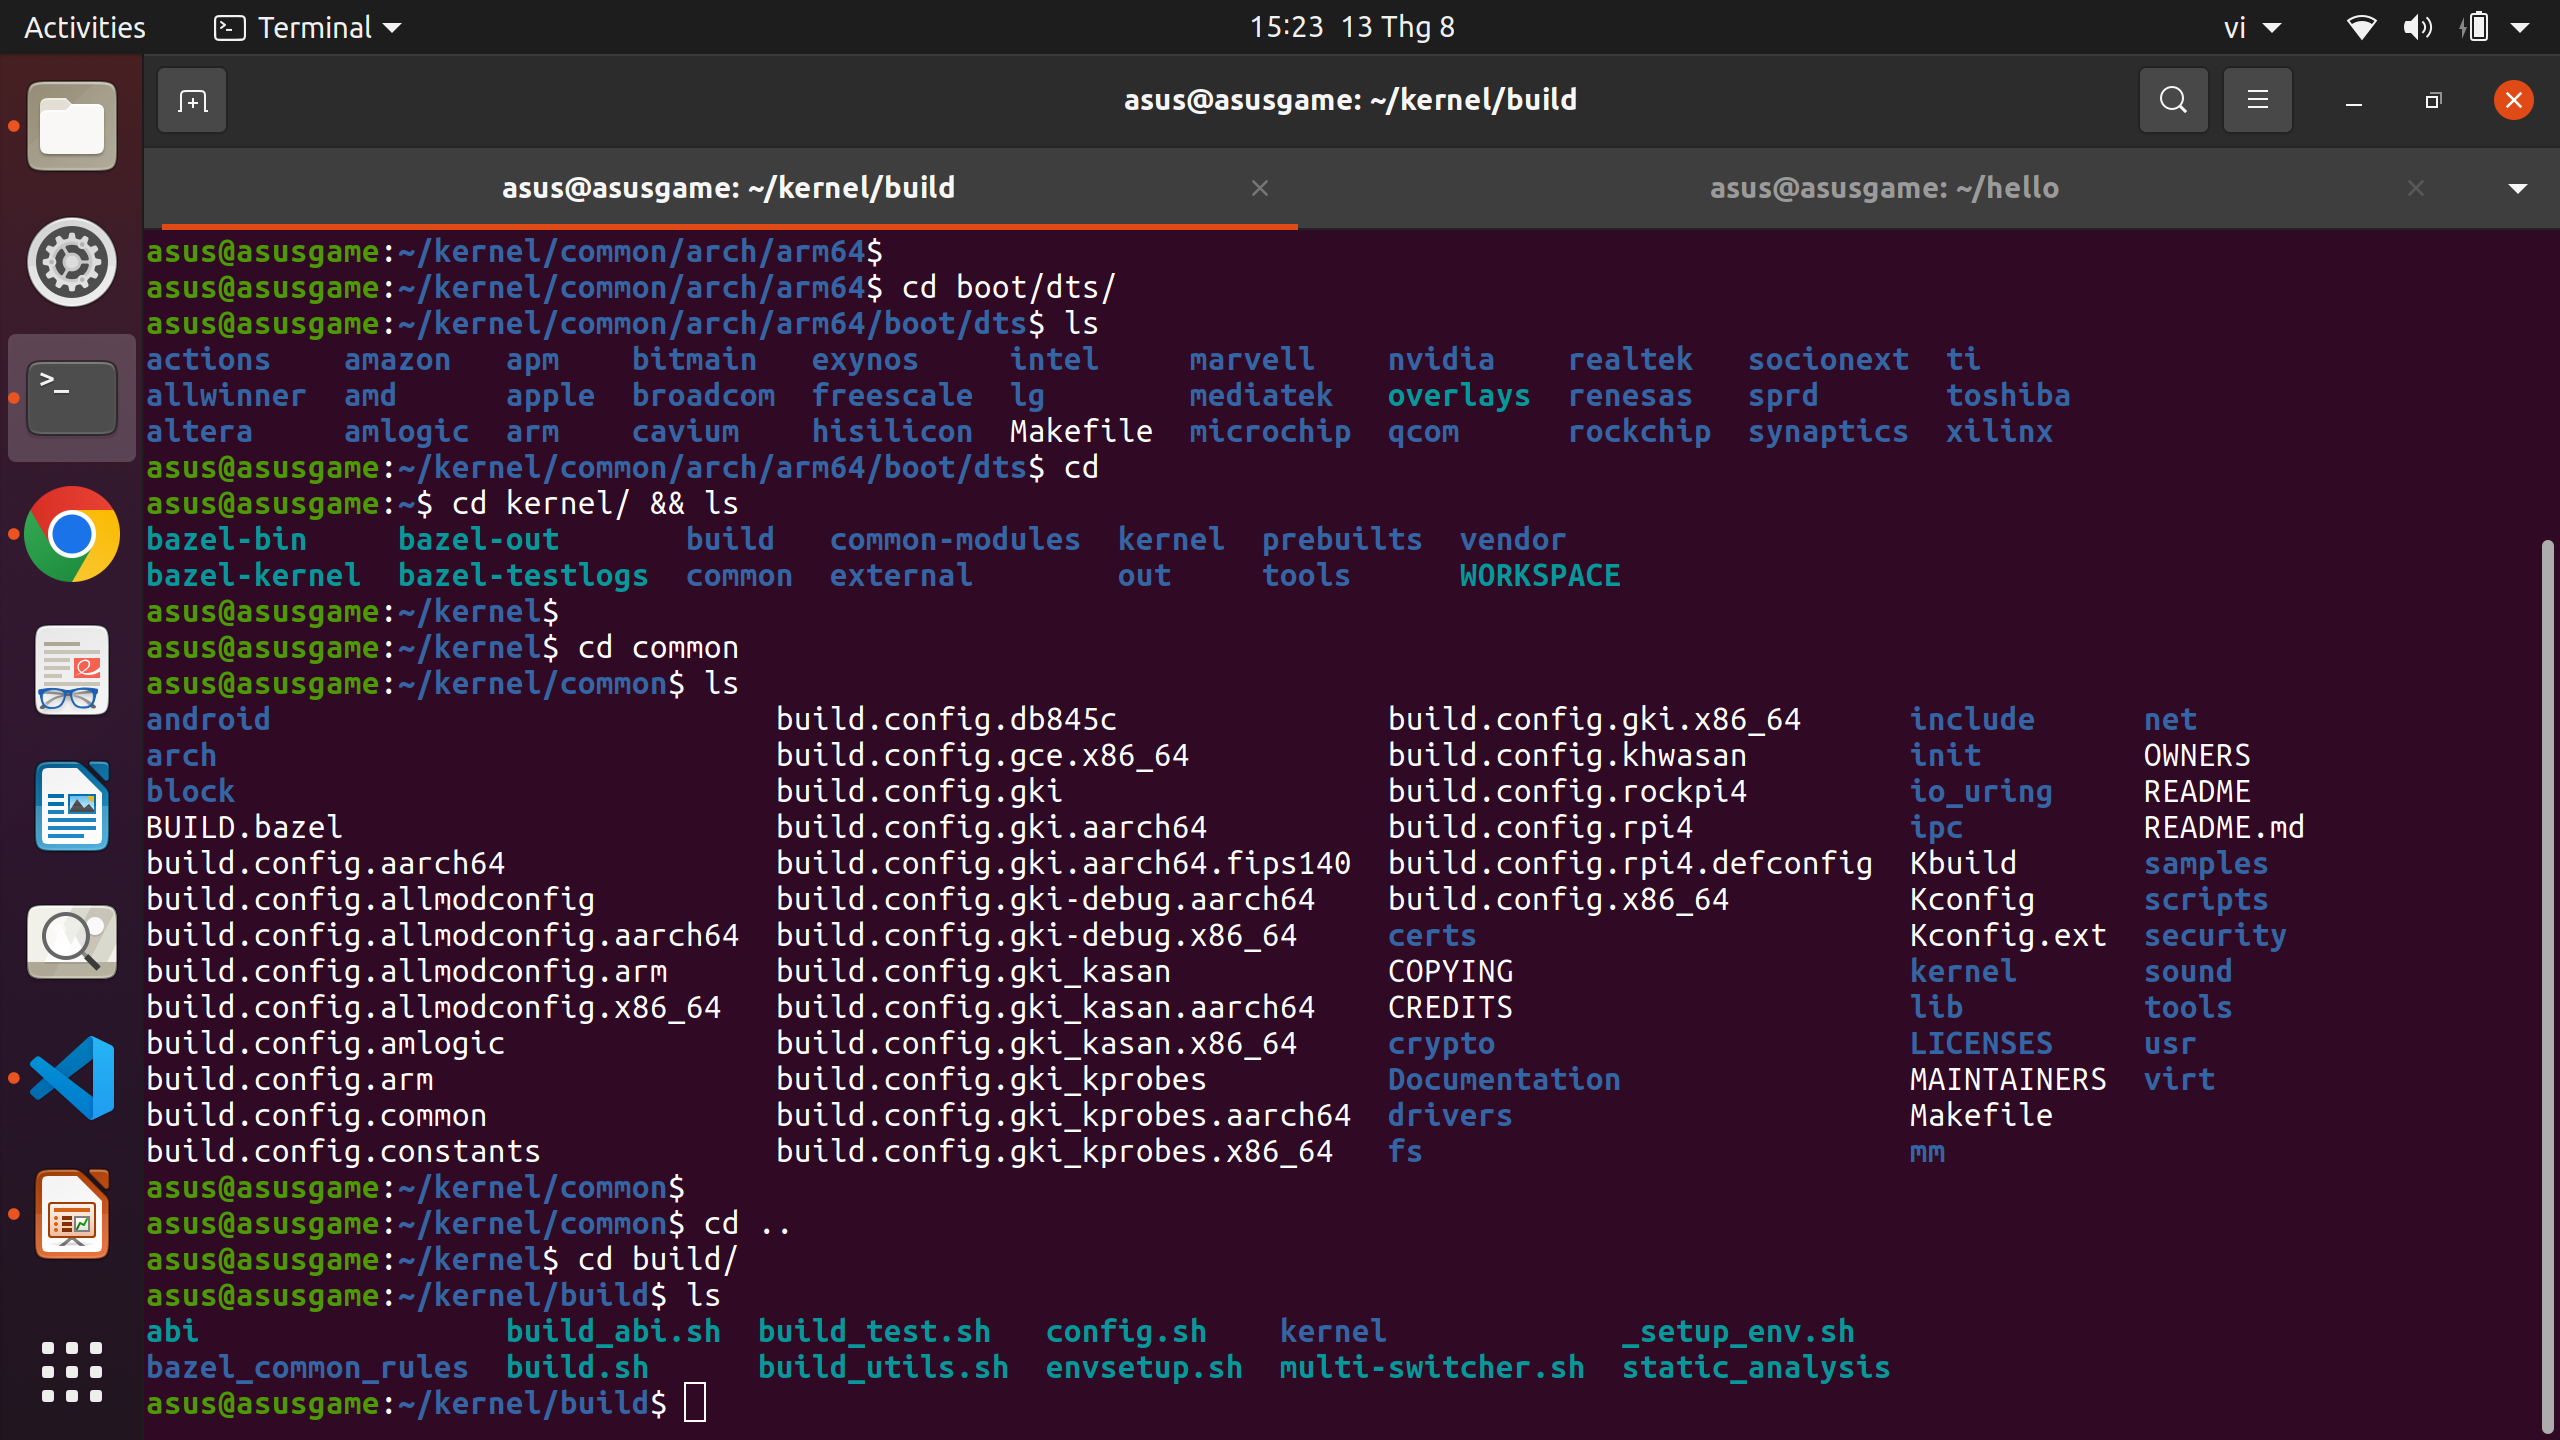 Activities Terminal 15:23 13 Thg 8 vi
asus@asusgame: ~/kernel/build
asus@asusgame: ~/kernel/build asus@asusgame: ~/hello
asus@asusgame:~/kernel/common/arch/arm64$
asus@asusgame:~/kernel/common/arch/arm64$ cd boot/dts/
asus@asusgame:~/kernel/common/arch/arm64/boot/dts$ ls
actions amazon apm bitmain exynos intel marvell nvidia realtek socionext ti
allwinner amd apple broadcom freescale lg mediatek overlays renesas sprd toshiba
altera amlogic arm cavium hisilicon Makefile microchip qcom rockchip synaptics xilinx
asus@asusgame:~/kernel/common/arch/arm64/boot/dts$ cd
asus@asusgame:~$ cd kernel/ && ls
bazel-bin bazel-out build common-modules kernel prebuilts vendor
bazel-kernel bazel-testlogs common external out tools WORKSPACE
asus@asusgame:~/kernel$
asus@asusgame:~/kernel$ cd common
asus@asusgame:~/kernel/common$ ls
android build.config.db845c build.config.gki.x86_64 include net
arch build.config.gce.x86_64 build.config.khwasan init OWNERS
block build.config.gki build.config.rockpi4 io_uring README
BUILD.bazel build.config.gki.aarch64 build.config.rpi4 ipc README.md
build.config.aarch64 build.config.gki.aarch64.fips140 build.config.rpi4.defconfig Kbuild samples
build.config.allmodconfig build.config.gki-debug.aarch64 build.config.x86_64 Kconfig scripts
build.config.allmodconfig.aarch64 build.config.gki-debug.x86_64 certs Kconfig.ext security
build.config.allmodconfig.arm build.config.gki_kasan COPYING kernel sound
build.config.allmodconfig.x86_64 build.config.gki_kasan.aarch64 CREDITS lib tools
build.config.amlogic build.config.gki_kasan.x86_64 crypto LICENSES usr
build.config.arm build.config.gki_kprobes Documentation MAINTAINERS virt
build.config.common build.config.gki_kprobes.aarch64 drivers Makefile
build.config.constants build.config.gki_kprobes.x86_64 fs mm
asus@asusgame:~/kernel/common$
asus@asusgame:~/kernel/common$ cd ..
asus@asusgame:~/kernel$ cd build/
asus@asusgame:~/kernel/build$ ls
abi build_abi.sh build_test.sh config.sh kernel _setup_env.sh
bazel_common_rules build.sh build_utils.sh envsetup.sh multi-switcher.sh static_analysis
asus@asusgame:~/kernel/build$